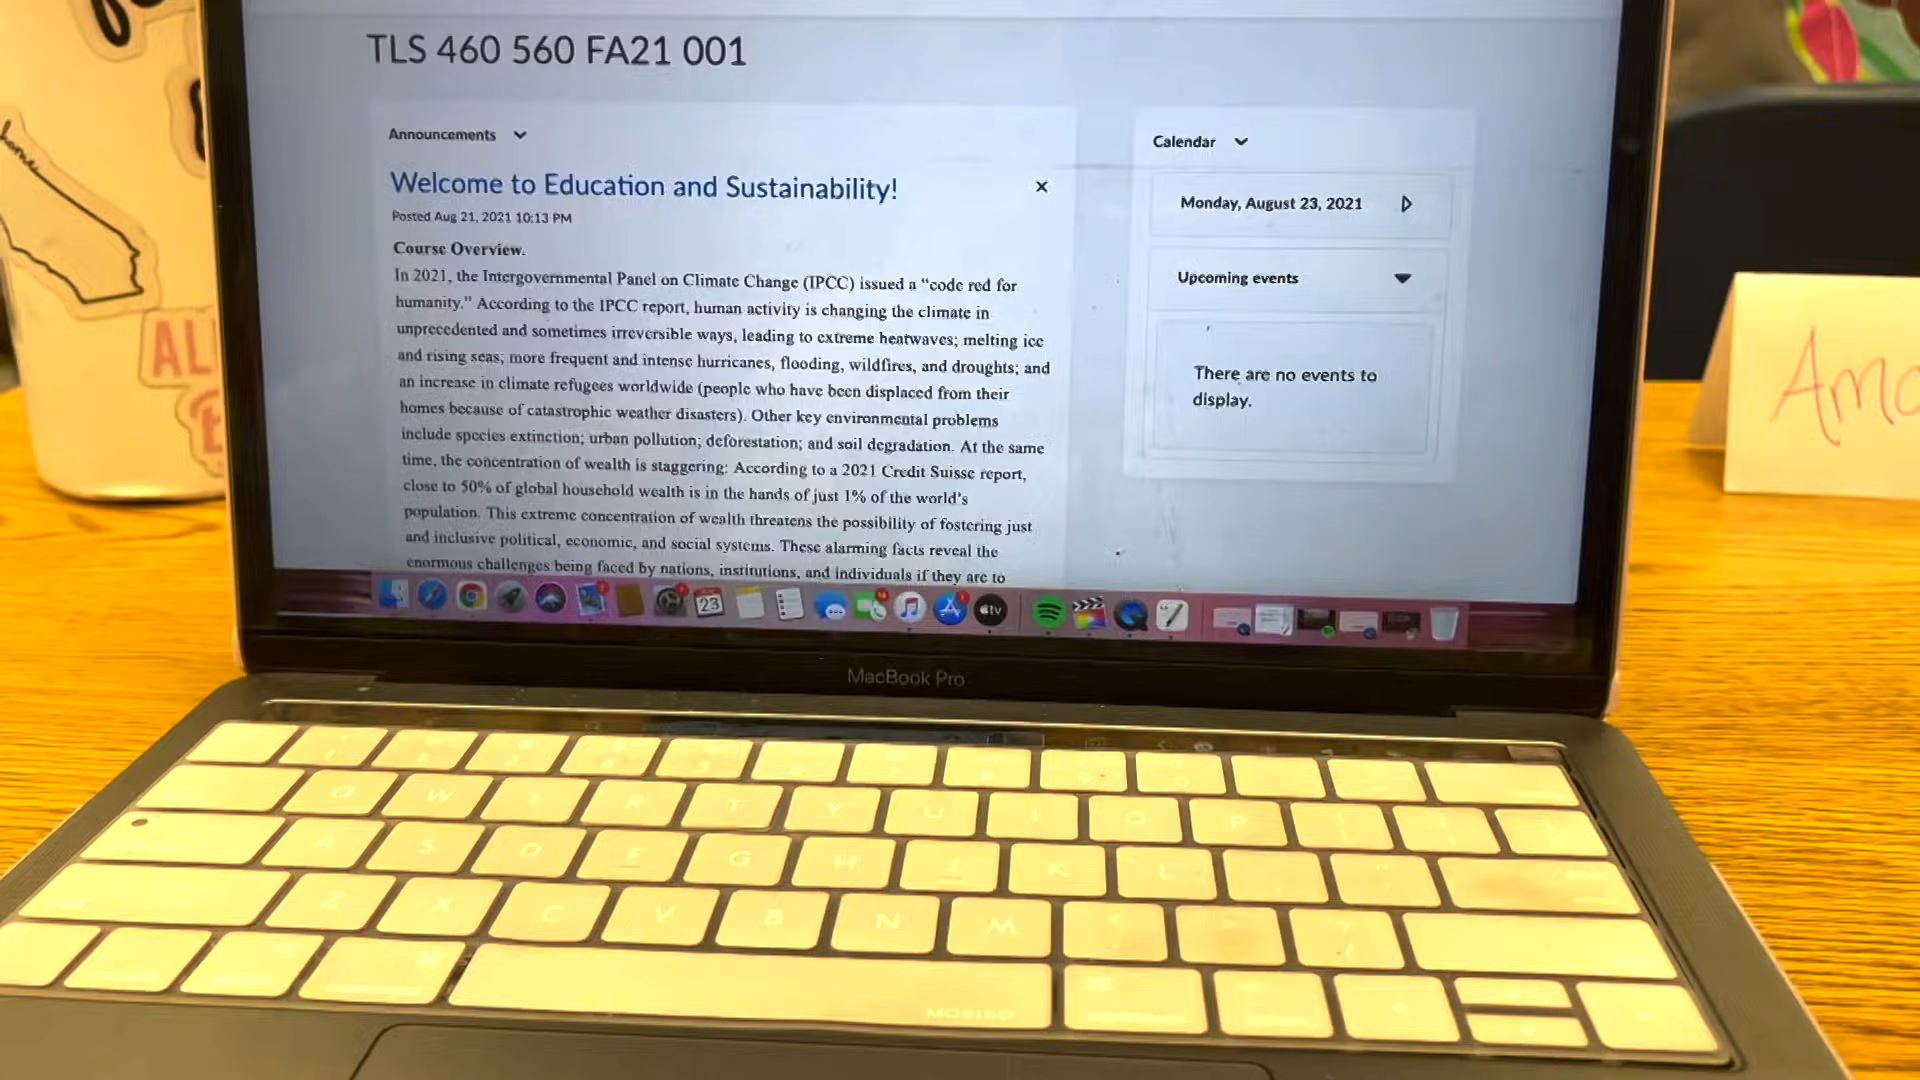 TLS 460 560 FA21 001
Announcements
Welcome to Education and Sustainability!
Posted Aug 21, 2021 10:13 PM
Course Overview.
In 2021, the Intergovernmental Panel on Climate Change (IPCC) issued a “code red for
humanity.” According to the IPCC report, human activity is changing the climate in
unprecedented and sometimes irreversible ways, leading to extreme heatwaves; melting ice
and rising seas; more frequent and intense hurricanes, flooding, wildfires, and droughts; and
an increase in climate refugees worldwide (people who have been displaced from their
homes because of catastrophic weather disasters). Other key environmental problems
include species extinction; urban pollution; deforestation; and soil degradation. At the same
time, the concentration of wealth is staggering: According to a 2021 Credit Suisse report,
close to 50% of global household wealth is in the hands of just 1% of the world’s
population. This extreme concentration of wealth threatens the possibility of fostering just
and inclusive political, economic, and social systems. These alarming facts reveal the
enormous challenges being faced by nations, institutions, and individuals if they are to
Calendar
Monday, August 23, 2021
Upcoming events
There are no events to
display.
home
AL
Ama
23
tv
MacBook Pro
Q W E R T Y U I O P
A S D F G H J K L
Z X C V B N M
MOSISO